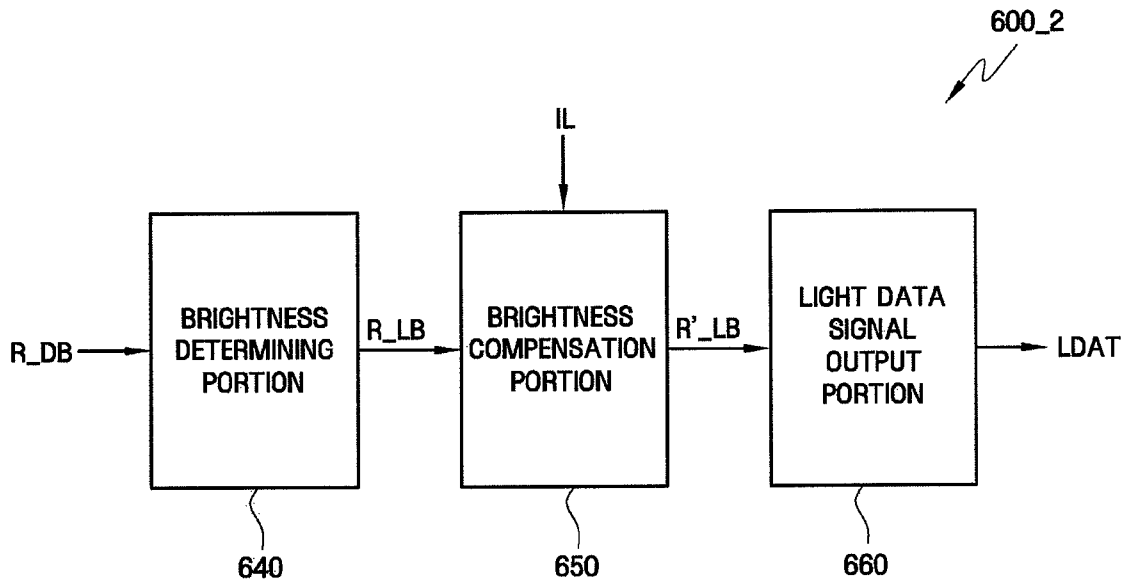 600_2
IL
R_DB
BRIGHTNESS
DETERMINING
PORTION
R_LB
BRIGHTNESS
COMPENSATION
PORTION
R'_LB
LIGHT DATA
SIGNAL
OUTPUT
PORTION
LDAT
640
650
660